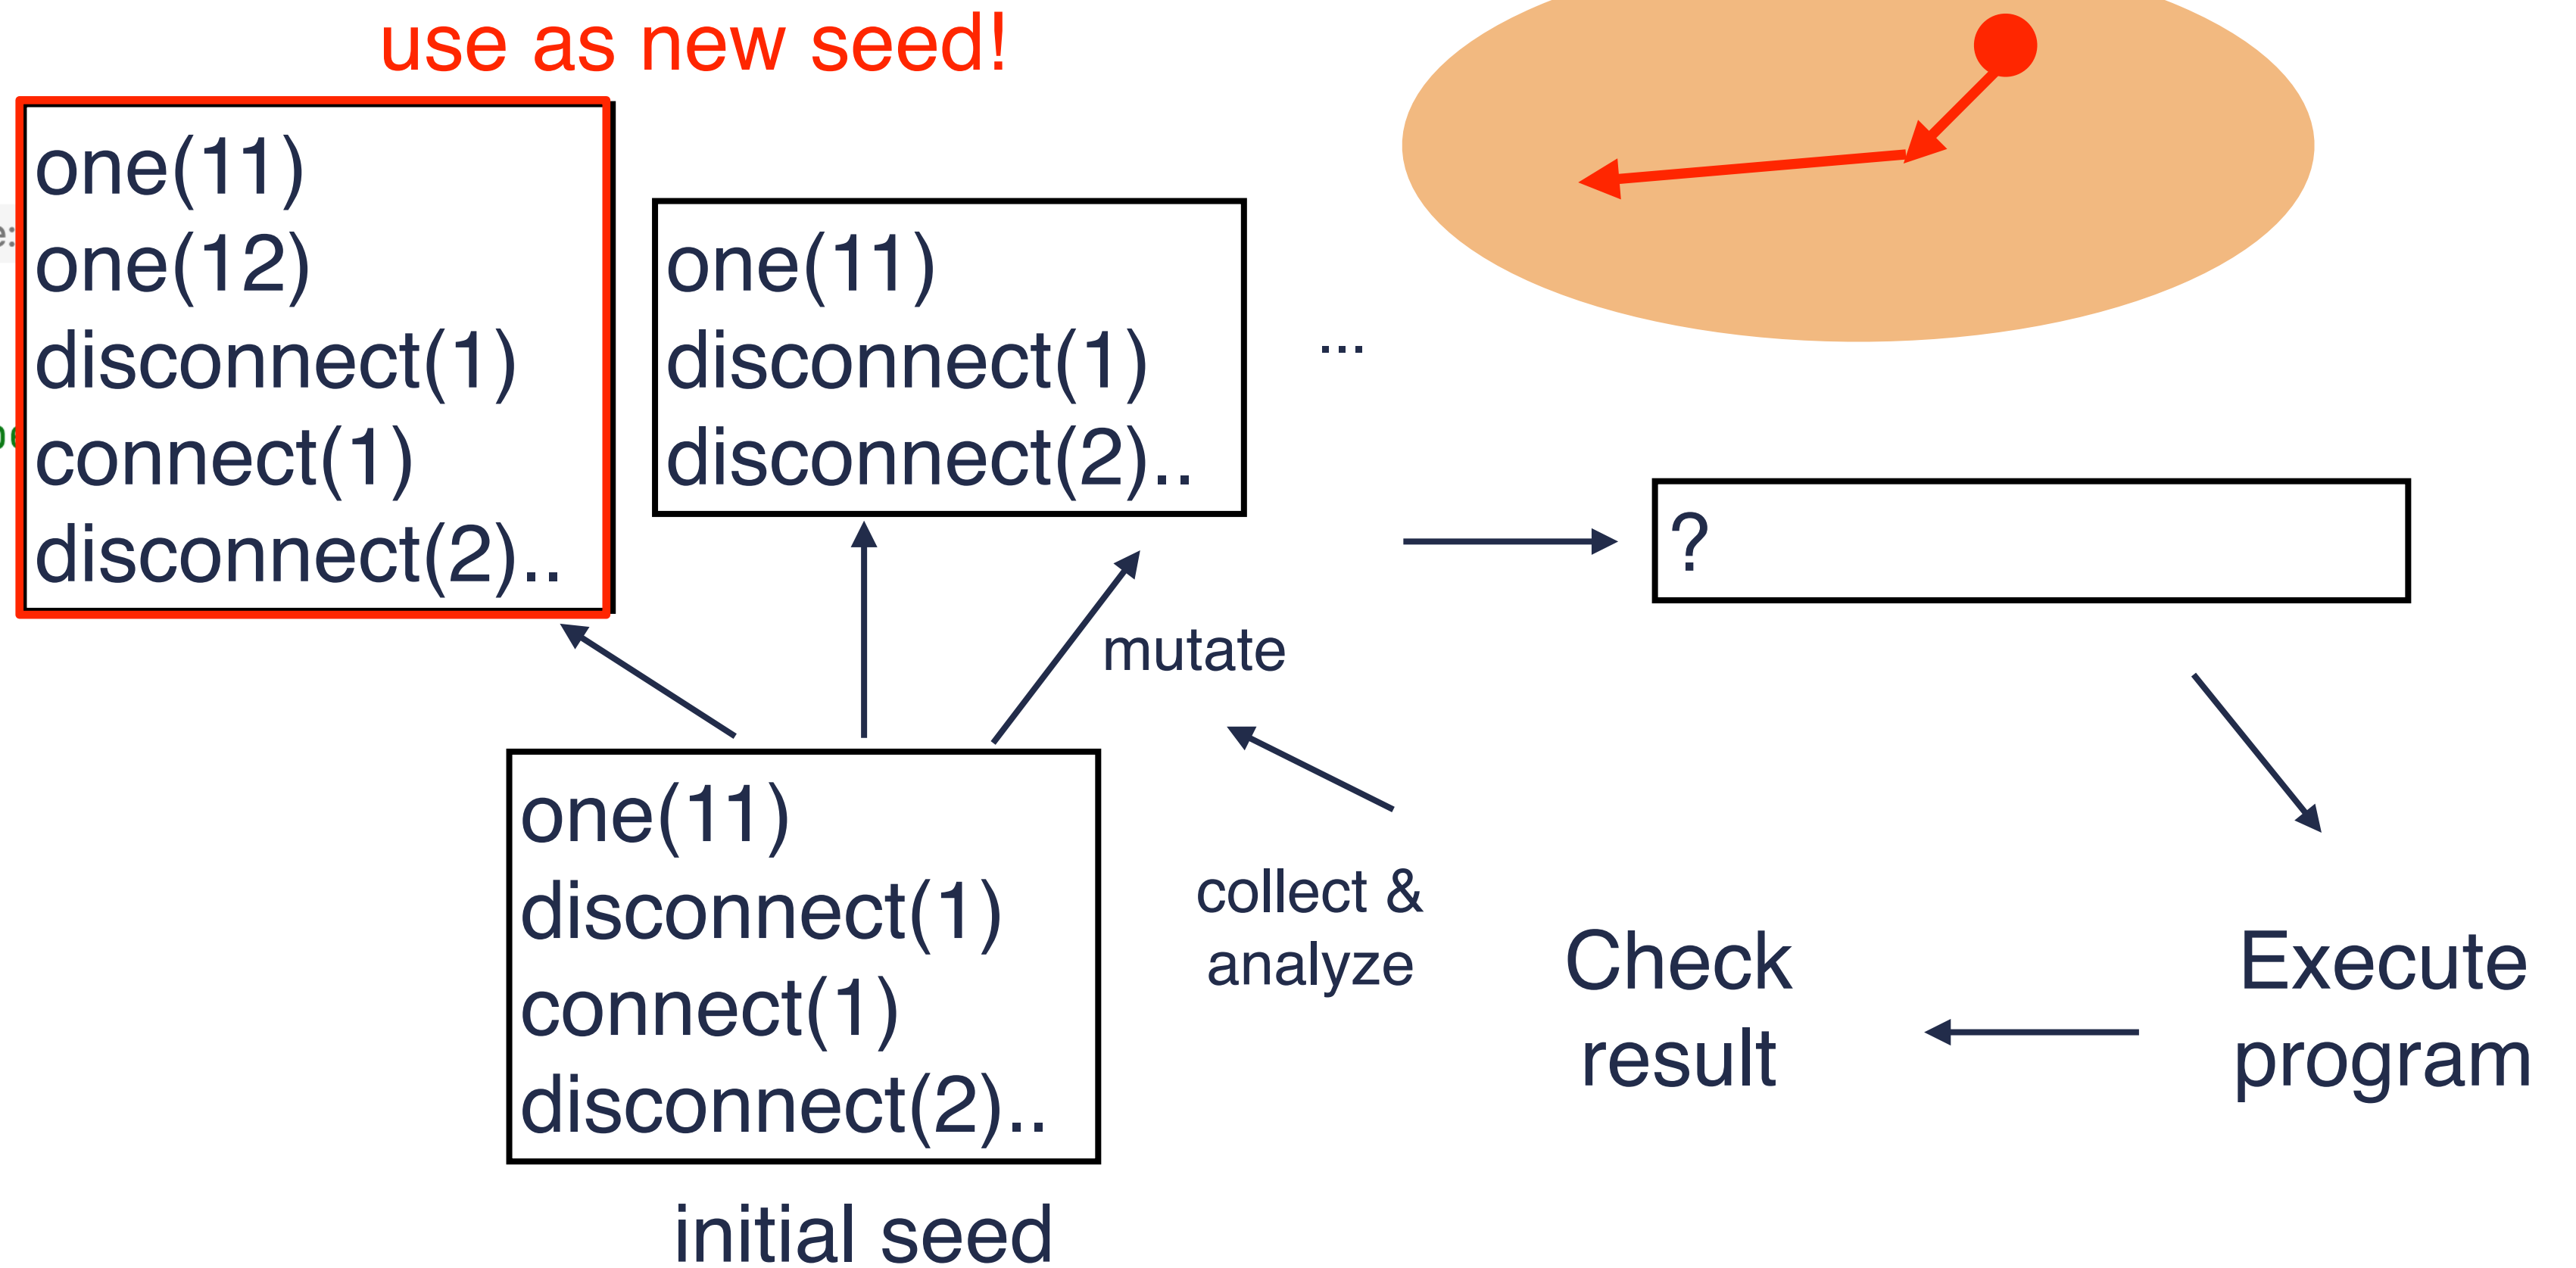 use as new seed!
one(11)
one(12)
disconnect(1)
connect(1)
disconnect(2)..
one(11)
disconnect(1)
disconnect(2)..
...
?
mutate
one(11)
disconnect(1)
connect(1)
disconnect(2)..
initial seed
collect &
analyze
Check
result
Execute
program